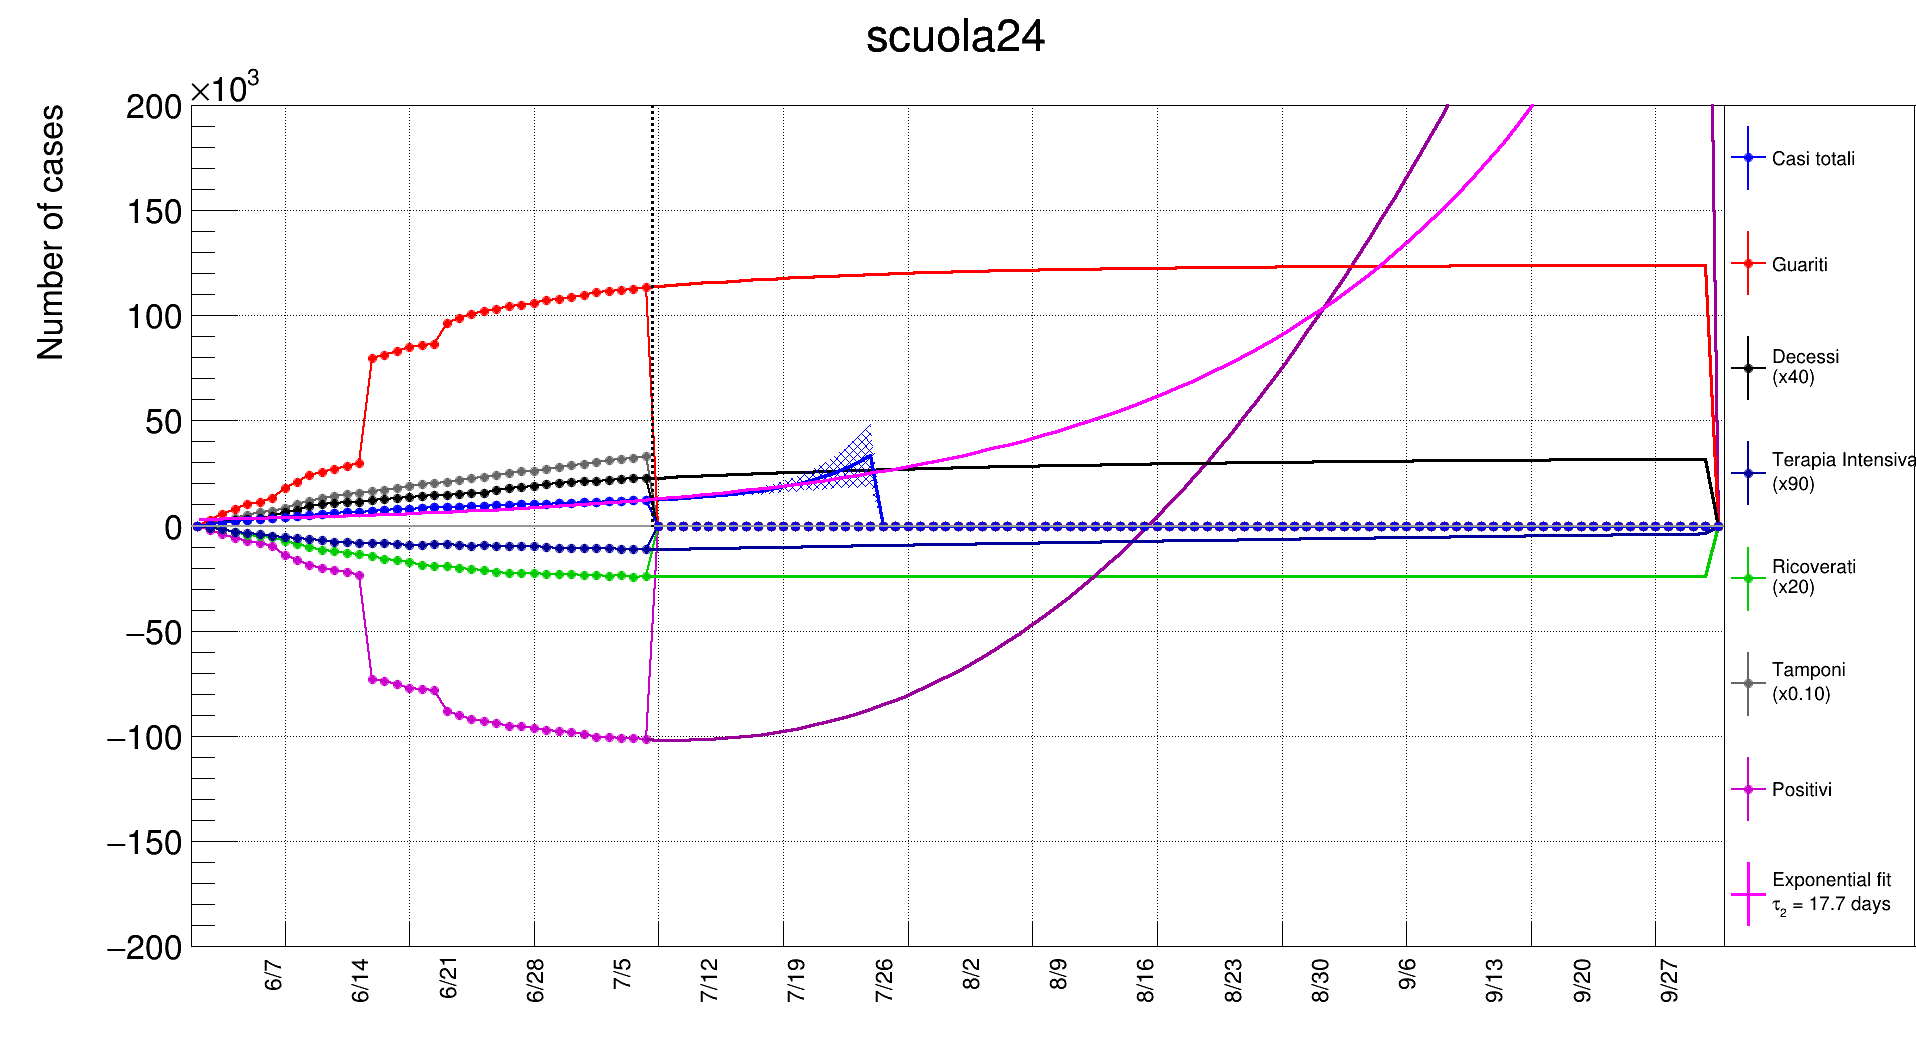 scuola24
×10³
Number of cases
200
150
100
50
0
−50
−100
−150
−200
6/7
6/14
6/21
6/28
7/5
7/12
7/19
7/26
8/2
8/9
8/16
8/23
8/30
9/6
9/13
9/20
9/27
Casi totali
Guariti
Decessi
(x40)
Terapia Intensiva
(x90)
Ricoverati
(x20)
Tamponi
(x0.10)
Positivi
Exponential fit
τ₂ = 17.7 days